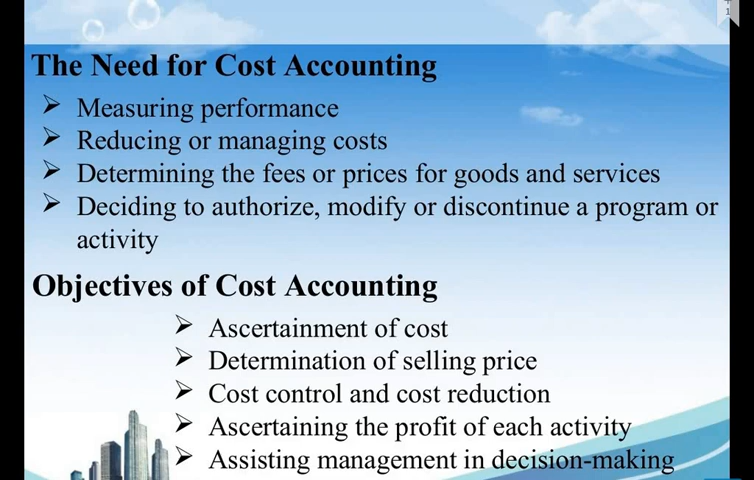 The Need for Cost Accounting
➢ Measuring performance
➢ Reducing or managing costs
➢ Determining the fees or prices for goods and services
➢ Deciding to authorize, modify or discontinue a program or
activity
Objectives of Cost Accounting
➢ Ascertainment of cost
➢ Determination of selling price
➢ Cost control and cost reduction
➢ Ascertaining the profit of each activity
➢ Assisting management in decision-making